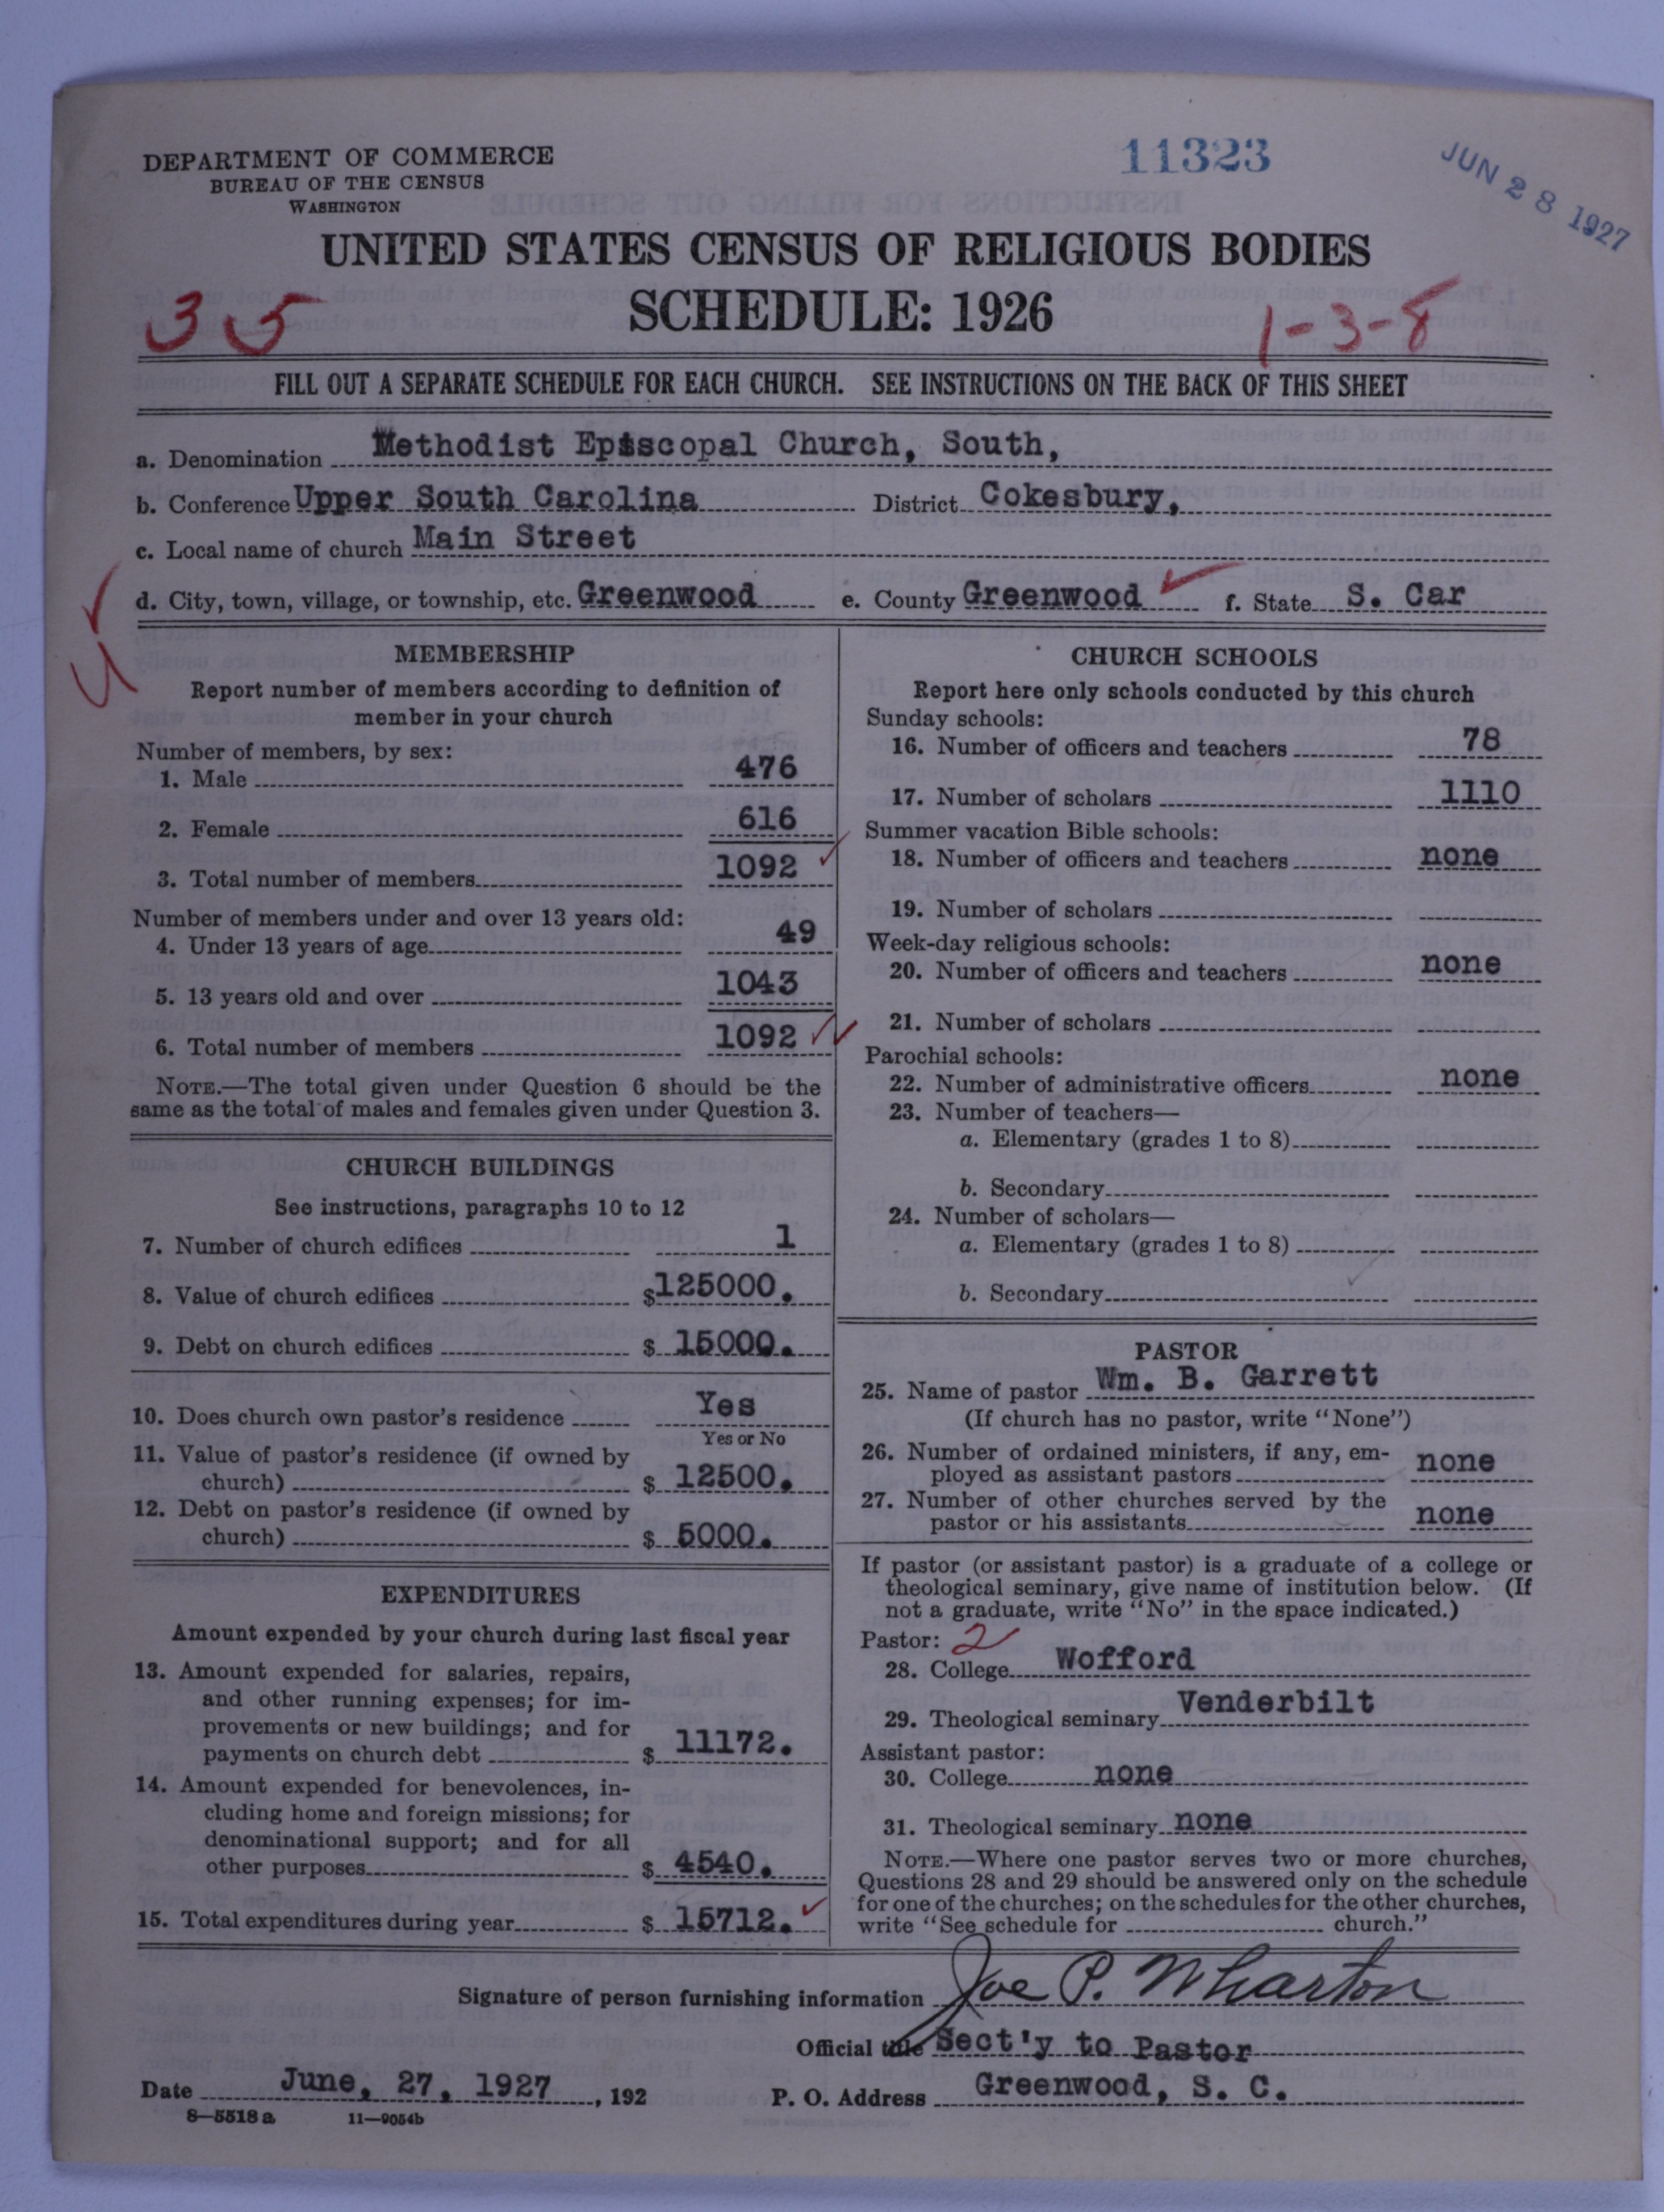 DEPARTMENT OF COMMERCE
BUREAU OF THE CENSUS
WASHINGTON
11323
JUN 28 1927
UNITED STATES CENSUS OF RELIGIOUS BODIES
SCHEDULE: 1926
35
1-3-8
FILL OUT A SEPARATE SCHEDULE FOR EACH CHURCH. SEE INSTRUCTIONS ON THE BACK OF THIS SHEET
a. Denomination Methodist Episcopal Church, South,
b. Conference Upper South Carolina District Cokesbury,
c. Local name of church Main Street
d. City, town, village, or township, etc. Greenwood e. County Greenwood f. State S. Car
MEMBERSHIP
Report number of members according to definition of
member in your church
Number of members, by sex:
1. Male 476
2. Female 616
3. Total number of members 1092
Number of members under and over 13 years old:
4. Under 13 years of age 49
5. 13 years old and over 1043
6. Total number of members 1092
NOTE.—The total given under Question 6 should be the
same as the total of males and females given under Question 3.
CHURCH BUILDINGS
See instructions, paragraphs 10 to 12
7. Number of church edifices 1
8. Value of church edifices $125000.
9. Debt on church edifices $ 15000.
10. Does church own pastor's residence Yes
Yes or No
11. Value of pastor's residence (if owned by
church) $ 12500.
12. Debt on pastor's residence (if owned by
church) $ 5000.
EXPENDITURES
Amount expended by your church during last fiscal year
13. Amount expended for salaries, repairs,
and other running expenses; for im-
provements or new buildings; and for
payments on church debt $ 11172.
14. Amount expended for benevolences, in-
cluding home and foreign missions; for
denominational support; and for all
other purposes $ 4540.
15. Total expenditures during year $ 15712.
CHURCH SCHOOLS
Report here only schools conducted by this church
Sunday schools:
16. Number of officers and teachers 78
17. Number of scholars 1110
Summer vacation Bible schools:
18. Number of officers and teachers none
19. Number of scholars
Week-day religious schools:
20. Number of officers and teachers none
21. Number of scholars
Parochial schools:
22. Number of administrative officers none
23. Number of teachers—
a. Elementary (grades 1 to 8)
b. Secondary
24. Number of scholars—
a. Elementary (grades 1 to 8)
b. Secondary
PASTOR
25. Name of pastor Wm. B. Garrett
(If church has no pastor, write "None")
26. Number of ordained ministers, if any, em-
ployed as assistant pastors none
27. Number of other churches served by the
pastor or his assistants none
If pastor (or assistant pastor) is a graduate of a college or
theological seminary, give name of institution below. (If
not a graduate, write "No" in the space indicated.)
Pastor: 2
28. College Wofford
29. Theological seminary Venderbilt
Assistant pastor:
30. College none
31. Theological seminary none
NOTE.—Where one pastor serves two or more churches,
Questions 28 and 29 should be answered only on the schedule
for one of the churches; on the schedules for the other churches,
write "See schedule for church."
Signature of person furnishing information Joe P. Wharton
Official title Sect'y to Pastor
Date June, 27, 1927, 192 P. O. Address Greenwood, S. C.
8—5518 a 11—9054b